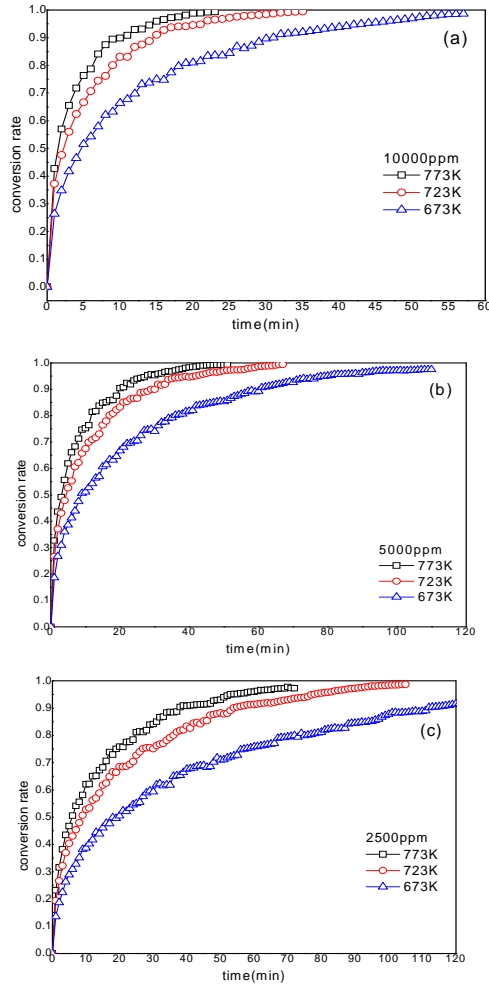 1.0
0.9
0.8
0.7
0.6
0.5
0.4
0.3
0.2
0.1
0.0
conversion rate
(a)
10000ppm
773K
723K
673K
0 5 10 15 20 25 30 35 40 45 50 55 60
time(min)
1.0
0.9
0.8
0.7
0.6
0.5
0.4
0.3
0.2
0.1
0.0
conversion rate
(b)
5000ppm
773K
723K
673K
0 20 40 60 80 100 120
time(min)
1.0
0.9
0.8
0.7
0.6
0.5
0.4
0.3
0.2
0.1
0.0
conversion rate
(c)
2500ppm
773K
723K
673K
0 10 20 30 40 50 60 70 80 90 100 110 120
time(min)